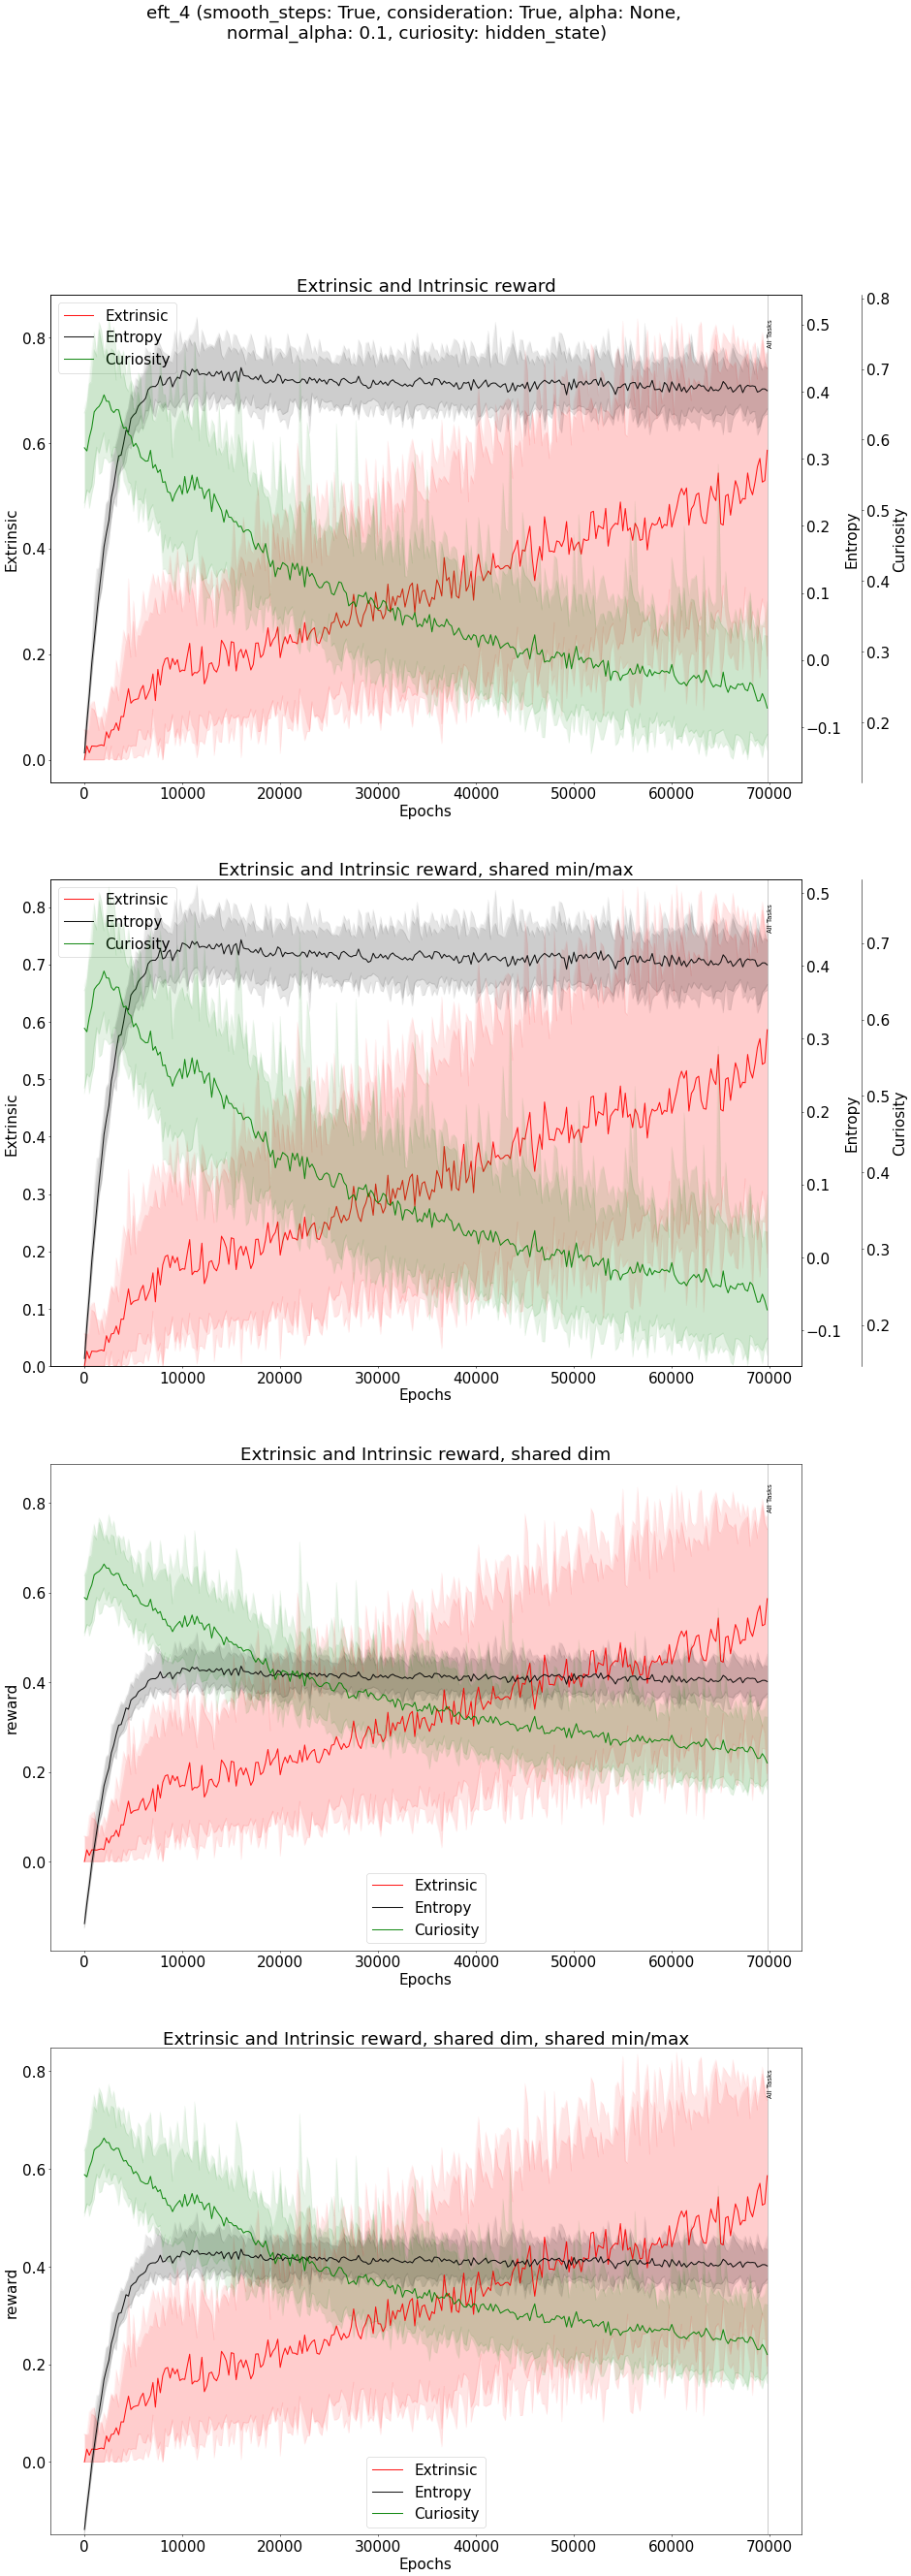 eft_4 (smooth_steps: True, consideration: True, alpha: None,
normal_alpha: 0.1, curiosity: hidden_state)
Extrinsic and Intrinsic reward
Extrinsic
Entropy
Curiosity
All Tasks
0.8
0.6
0.4
0.2
0.0
Extrinsic
0.5
0.4
0.3
0.2
0.1
0.0
−0.1
Entropy
0.8
0.7
0.6
0.5
0.4
0.3
0.2
Curiosity
0 10000 20000 30000 40000 50000 60000 70000
Epochs
Extrinsic and Intrinsic reward, shared min/max
Extrinsic
Entropy
Curiosity
All Tasks
0.8
0.7
0.6
0.5
0.4
0.3
0.2
0.1
0.0
Extrinsic
0.5
0.4
0.3
0.2
0.1
0.0
−0.1
Entropy
0.7
0.6
0.5
0.4
0.3
0.2
Curiosity
0 10000 20000 30000 40000 50000 60000 70000
Epochs
Extrinsic and Intrinsic reward, shared dim
All Tasks
0.8
0.6
0.4
0.2
0.0
reward
Extrinsic
Entropy
Curiosity
0 10000 20000 30000 40000 50000 60000 70000
Epochs
Extrinsic and Intrinsic reward, shared dim, shared min/max
All Tasks
0.8
0.6
0.4
0.2
0.0
reward
Extrinsic
Entropy
Curiosity
0 10000 20000 30000 40000 50000 60000 70000
Epochs